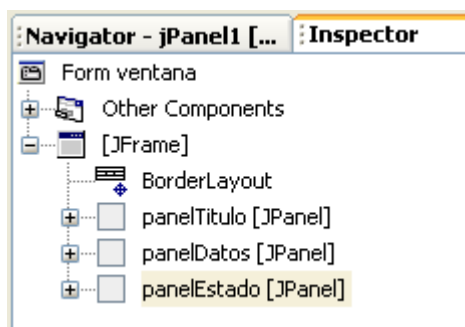 Navigator - jPanel1 [... Inspector
Form ventana
Other Components
[JFrame]
BorderLayout
panelTitulo [JPanel]
panelDatos [JPanel]
panelEstado [JPanel]